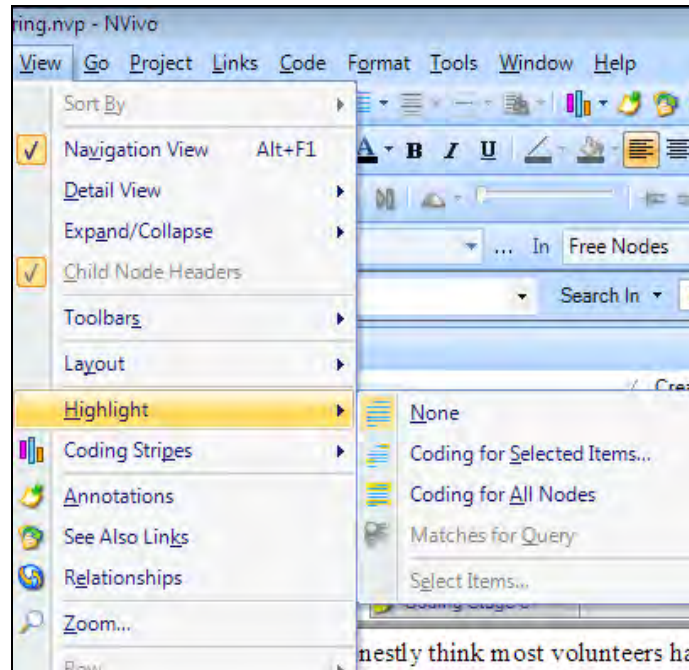 ring.nvp - NVivo
View Go Project Links Code Format Tools Window Help
Sort By
Navigation View Alt+F1
A B I U
Detail View
Expand/Collapse
... In Free Nodes
Child Node Headers
Search In
Toolbars
Layout
Crea
Highlight
None
Coding Stripes
Coding for Selected Items...
Annotations
Coding for All Nodes
See Also Links
Matches for Query
Relationships
Select Items...
Zoom...
nestly think most volunteers ha
Row